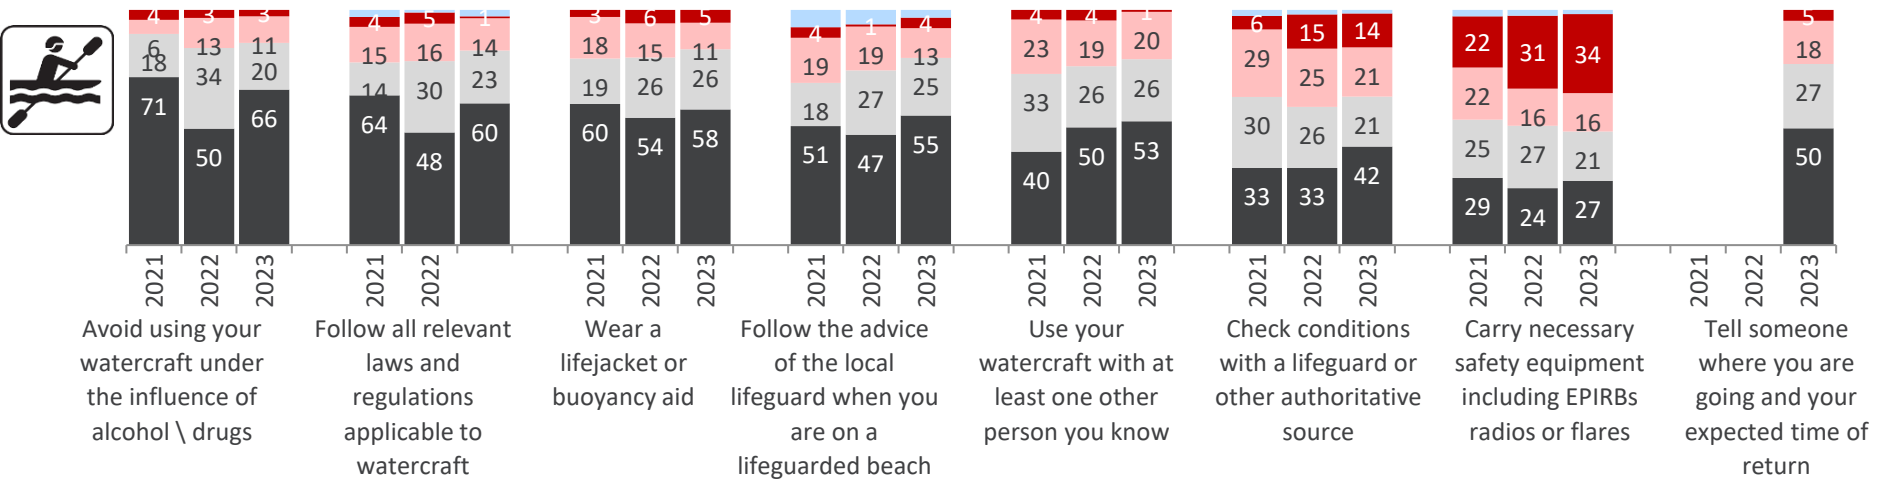 4 3 3 4 5 1 3 6 5 4 1 4 4 4 1 6 15 14 22 31 34 5
6 13 11 15 16 14 18 15 11 19 19 13 23 19 20 29 25 21 22 16 16 18
18 34 20 14 30 23 19 26 26 18 27 25 33 26 26 30 26 21 25 27 21 27
71 50 66 64 48 60 60 54 58 51 47 55 40 50 53 33 33 42 29 24 27 50
2021 2022 2023 2021 2022 2021 2022 2023 2021 2022 2023 2021 2022 2023 2021 2022 2023 2021 2022 2023 2021 2022 2023
Avoid using your
watercraft under
the influence of
alcohol \ drugs
Follow all relevant
laws and
regulations
applicable to
watercraft
Wear a
lifejacket or
buoyancy aid
Follow the advice
of the local
lifeguard when you
are on a
lifeguarded beach
Use your
watercraft with at
least one other
person you know
Check conditions
with a lifeguard or
other authoritative
source
Carry necessary
safety equipment
including EPIRBs
radios or flares
Tell someone
where you are
going and your
expected time of
return